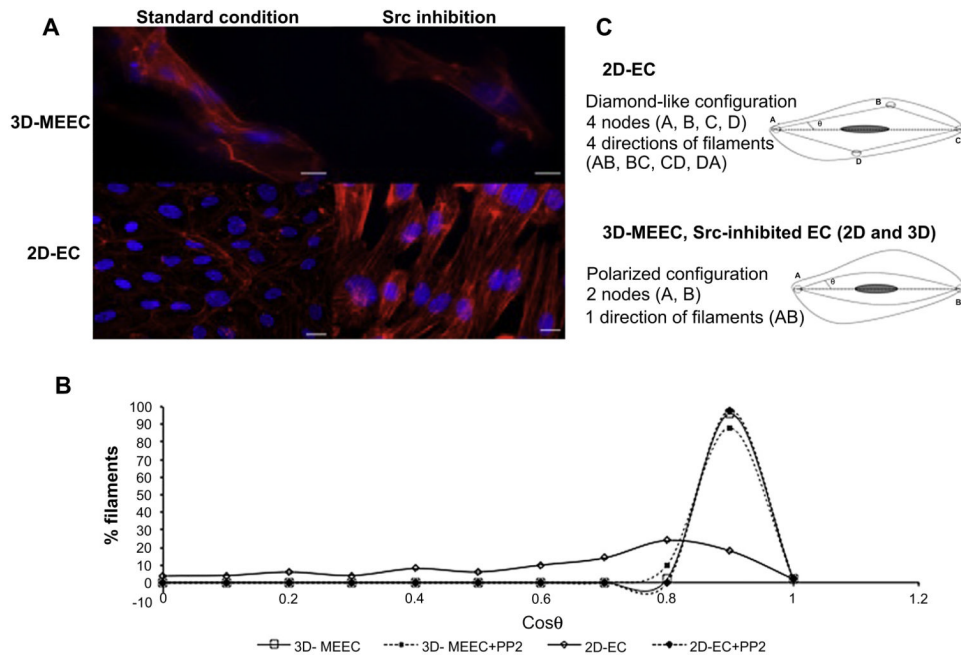 A
Standard condition
Src inhibition
3D-MEEC
2D-EC
C
2D-EC
Diamond-like configuration
4 nodes (A, B, C, D)
4 directions of filaments
(AB, BC, CD, DA)
A
B
C
D
θ
3D-MEEC, Src-inhibited EC (2D and 3D)
Polarized configuration
2 nodes (A, B)
1 direction of filaments (AB)
A
B
θ
B
% filaments
100
90
80
70
60
50
40
30
20
10
0
-10
0
0.2
0.4
0.6
0.8
1
1.2
Cosθ
3D- MEEC
3D- MEEC+PP2
2D-EC
2D-EC+PP2